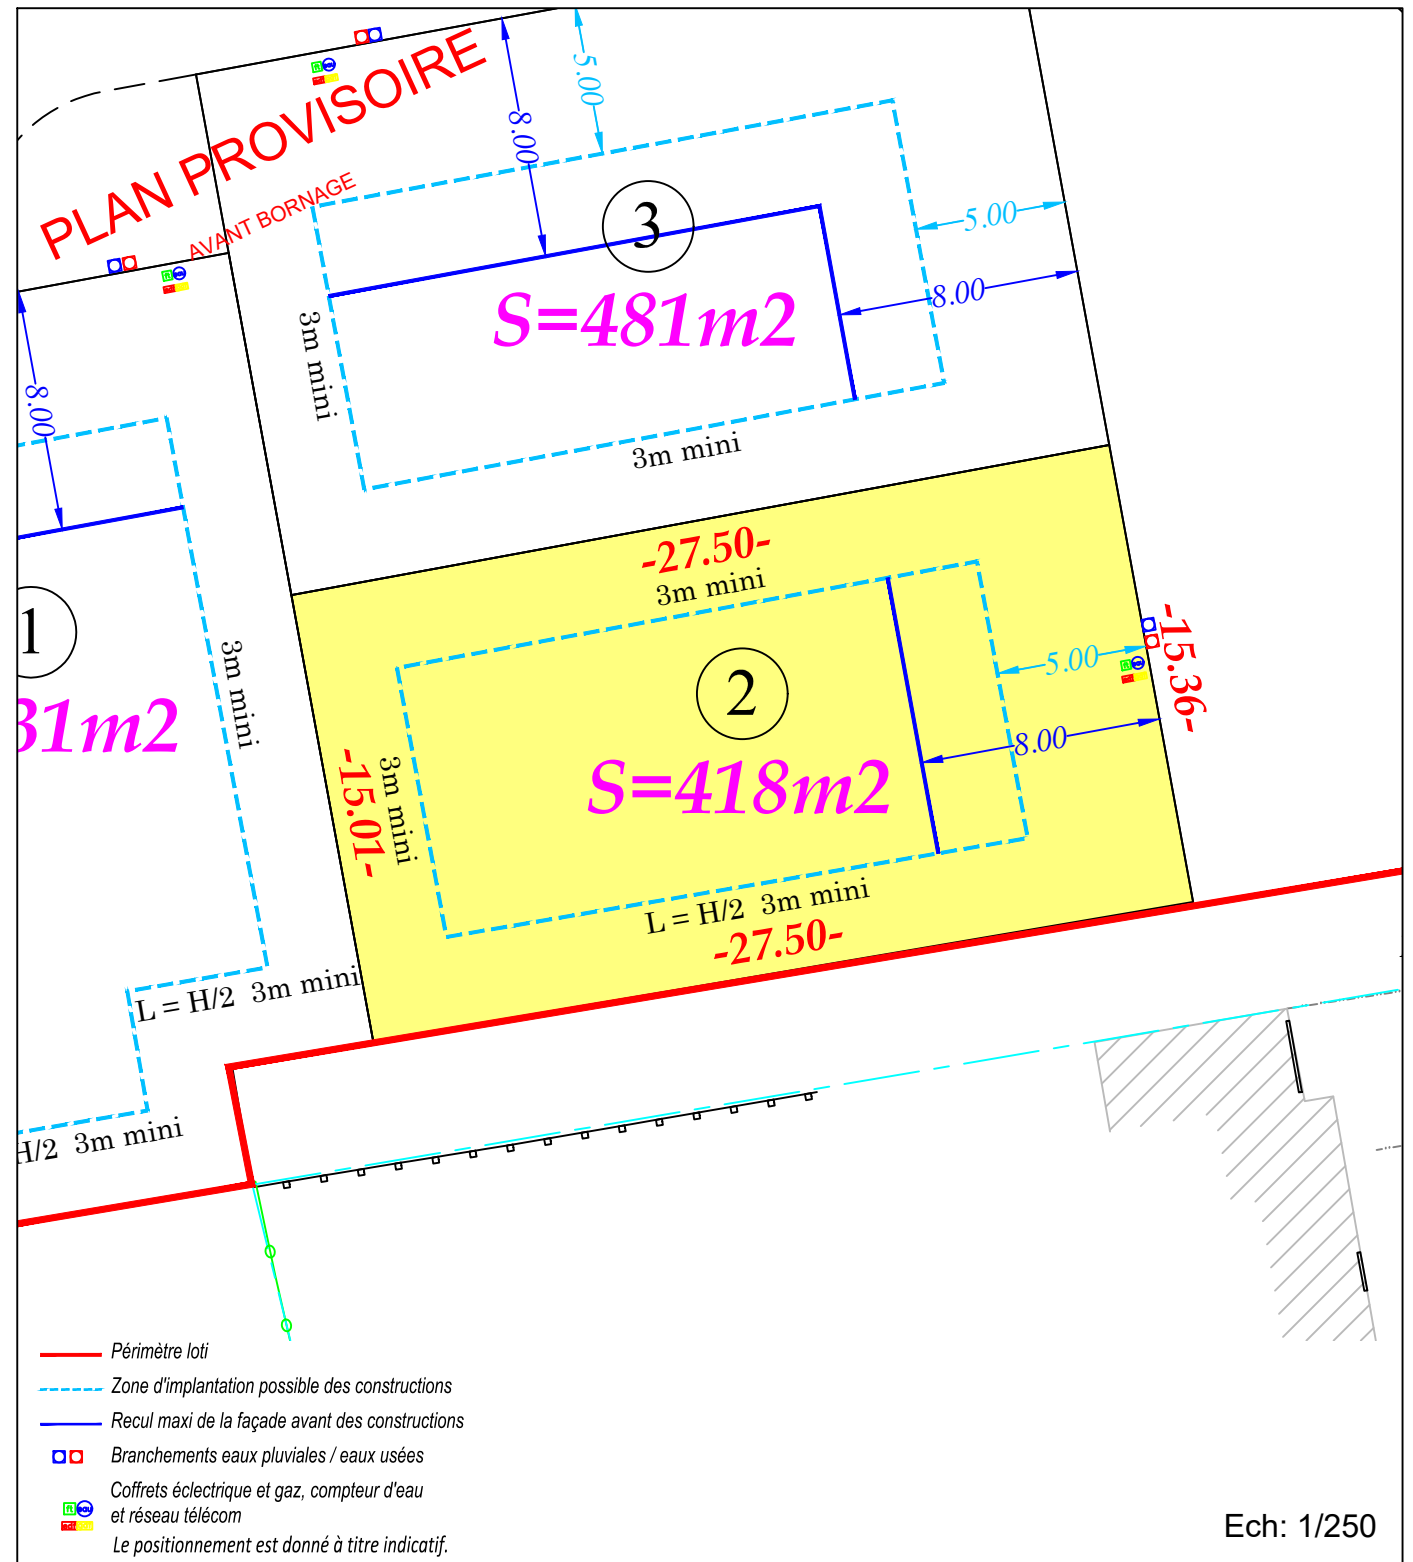 PLAN PROVISOIRE
AVANT BORNAGE
8.00
5.00
3
S=481m2
5.00
8.00
3m mini
3m mini
8.00
1
31m2
3m mini
L = H/2 3m mini
H/2 3m mini
-27.50-
3m mini
2
S=418m2
5.00
8.00
-15.36-
-15.01-
3m mini
L = H/2 3m mini
-27.50-
Périmètre loti
Zone d'implantation possible des constructions
Recul maxi de la façade avant des constructions
Branchements eaux pluviales / eaux usées
Coffrets éclectrique et gaz, compteur d'eau
et réseau télécom
Le positionnement est donné à titre indicatif.
Ech: 1/250